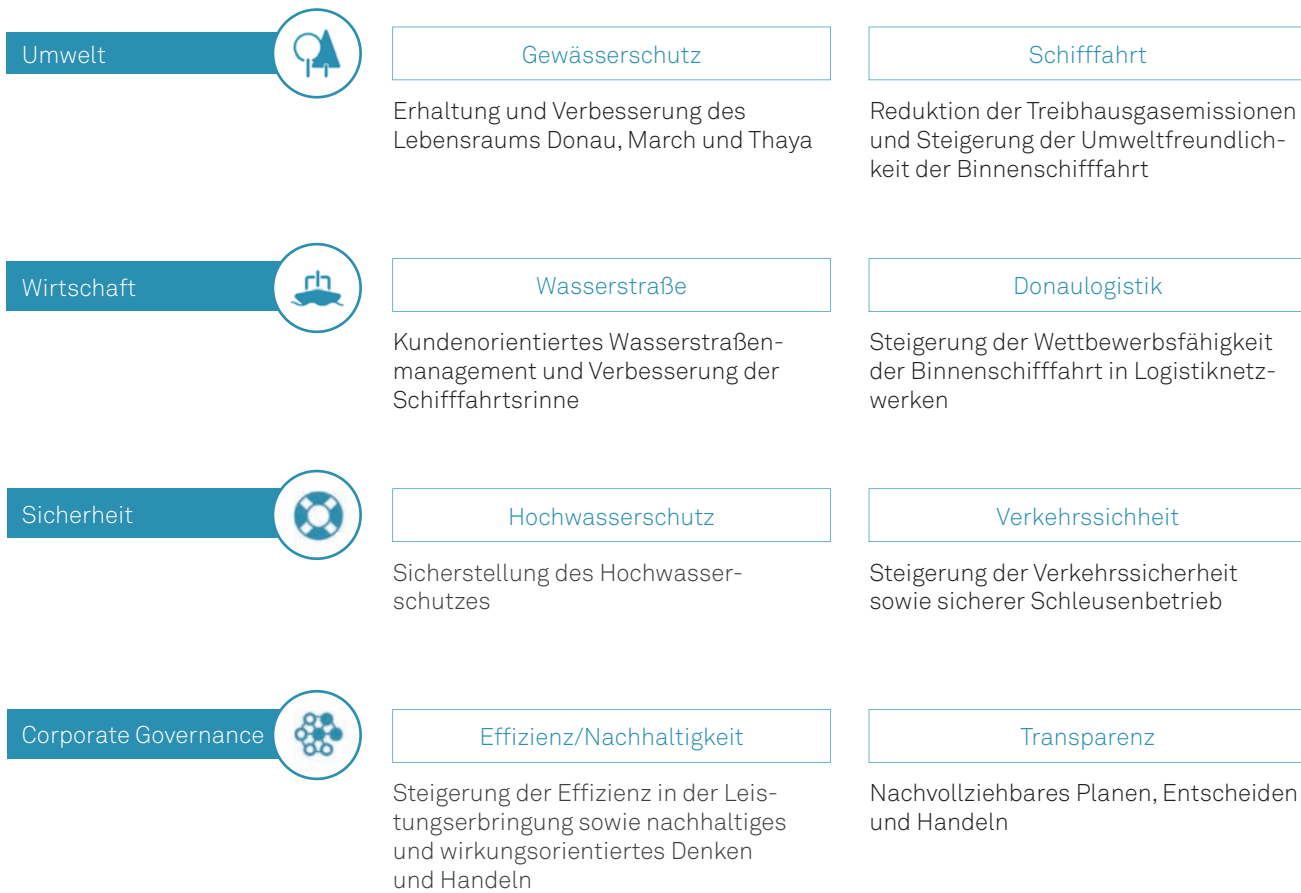 Umwelt
Gewässerschutz
Erhaltung und Verbesserung des
Lebensraums Donau, March und Thaya
Schifffahrt
Reduktion der Treibhausgasemissionen
und Steigerung der Umweltfreundlich-
keit der Binnenschifffahrt
Wirtschaft
Wasserstraße
Kundenorientiertes Wasserstraßen-
management und Verbesserung der
Schifffahrtsrinne
Donaulogistik
Steigerung der Wettbewerbsfähigkeit
der Binnenschifffahrt in Logistiknetz-
werken
Sicherheit
Hochwasserschutz
Sicherstellung des Hochwasser-
schutzes
Verkehrssichheit
Steigerung der Verkehrssicherheit
sowie sicherer Schleusenbetrieb
Corporate Governance
Effizienz/Nachhaltigkeit
Steigerung der Effizienz in der Leis-
tungserbringung sowie nachhaltiges
und wirkungsorientiertes Denken
und Handeln
Transparenz
Nachvollziehbares Planen, Entscheiden
und Handeln